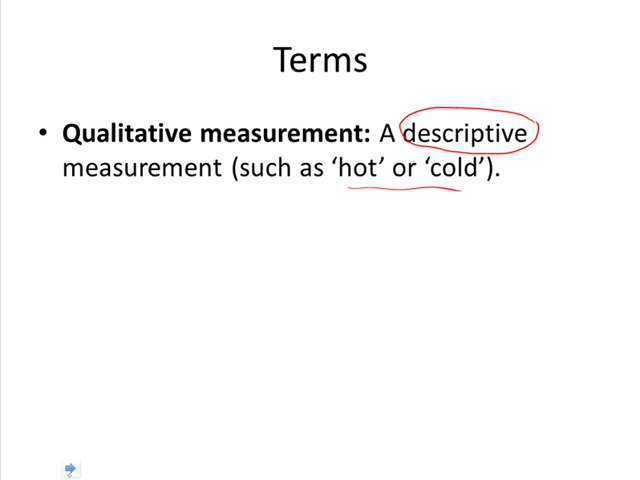 Terms
• Qualitative measurement: A descriptive
measurement (such as ‘hot’ or ‘cold’).